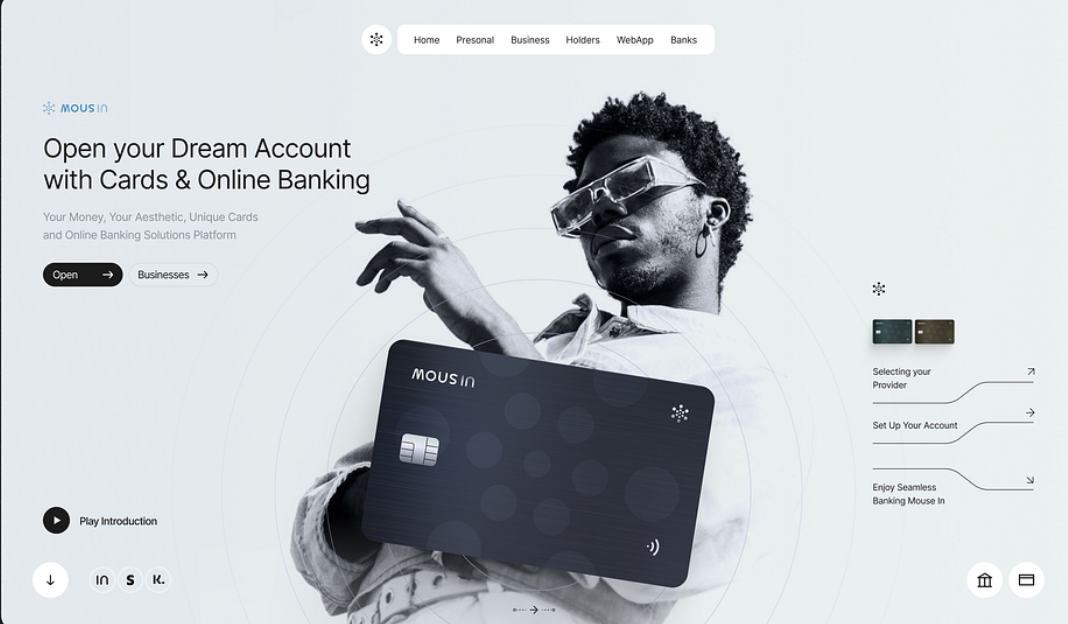 Home Presonal Business Holders WebApp Banks
MOUS IN
Open your Dream Account
with Cards & Online Banking
Your Money, Your Aesthetic, Unique Cards
and Online Banking Solutions Platform
Open
Businesses
MOUS IN
Selecting your
Provider
Set Up Your Account
Enjoy Seamless
Banking Mouse In
Play Introduction
IN S K.